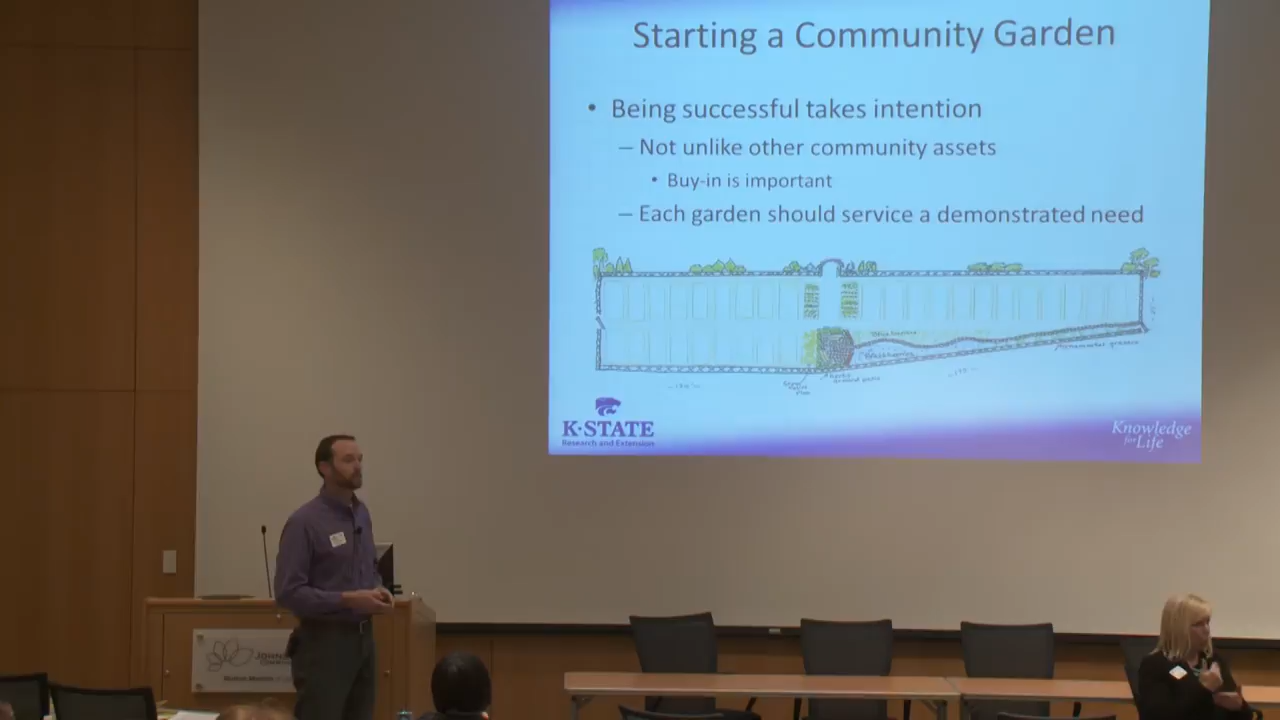 Starting a Community Garden
• Being successful takes intention
– Not unlike other community assets
• Buy-in is important
– Each garden should service a demonstrated need
K·STATE
Research and Extension
Knowledge
for Life